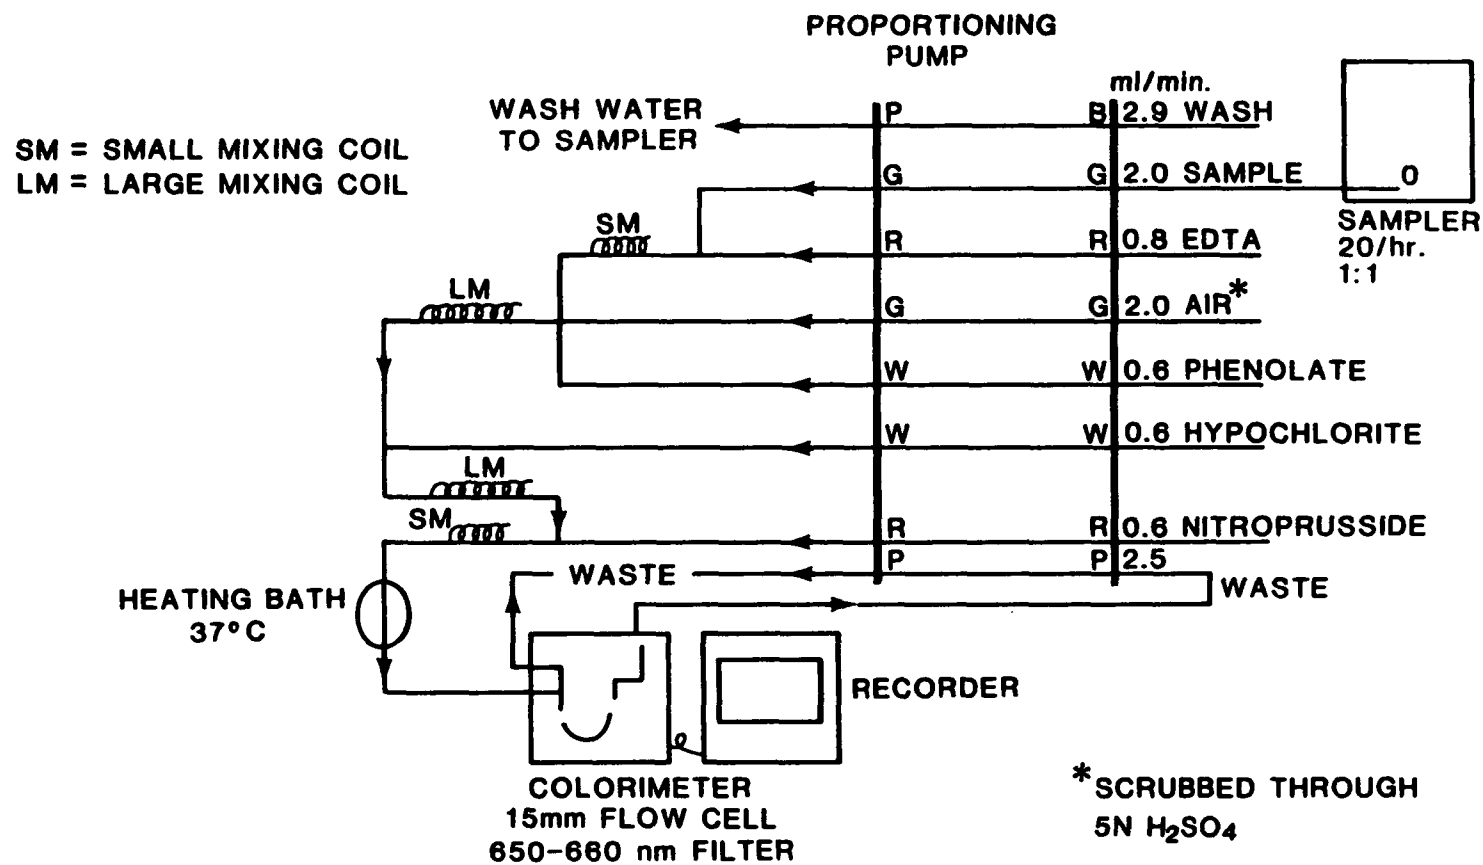 PROPORTIONING
PUMP
ml/min.
WASH WATER
TO SAMPLER
P B 2.9 WASH
SM = SMALL MIXING COIL
LM = LARGE MIXING COIL
G G 2.0 SAMPLE O
SAMPLER
20/hr.
1:1
SM
R R 0.8 EDTA
LM
G G 2.0 AIR*
W W 0.6 PHENOLATE
W W 0.6 HYPOCHLORITE
LM
SM
R R 0.6 NITROPRUSSIDE
P P 2.5
WASTE
WASTE
HEATING BATH
37°C
RECORDER
COLORIMETER
15mm FLOW CELL
650-660 nm FILTER
*SCRUBBED THROUGH
5N H₂SO₄